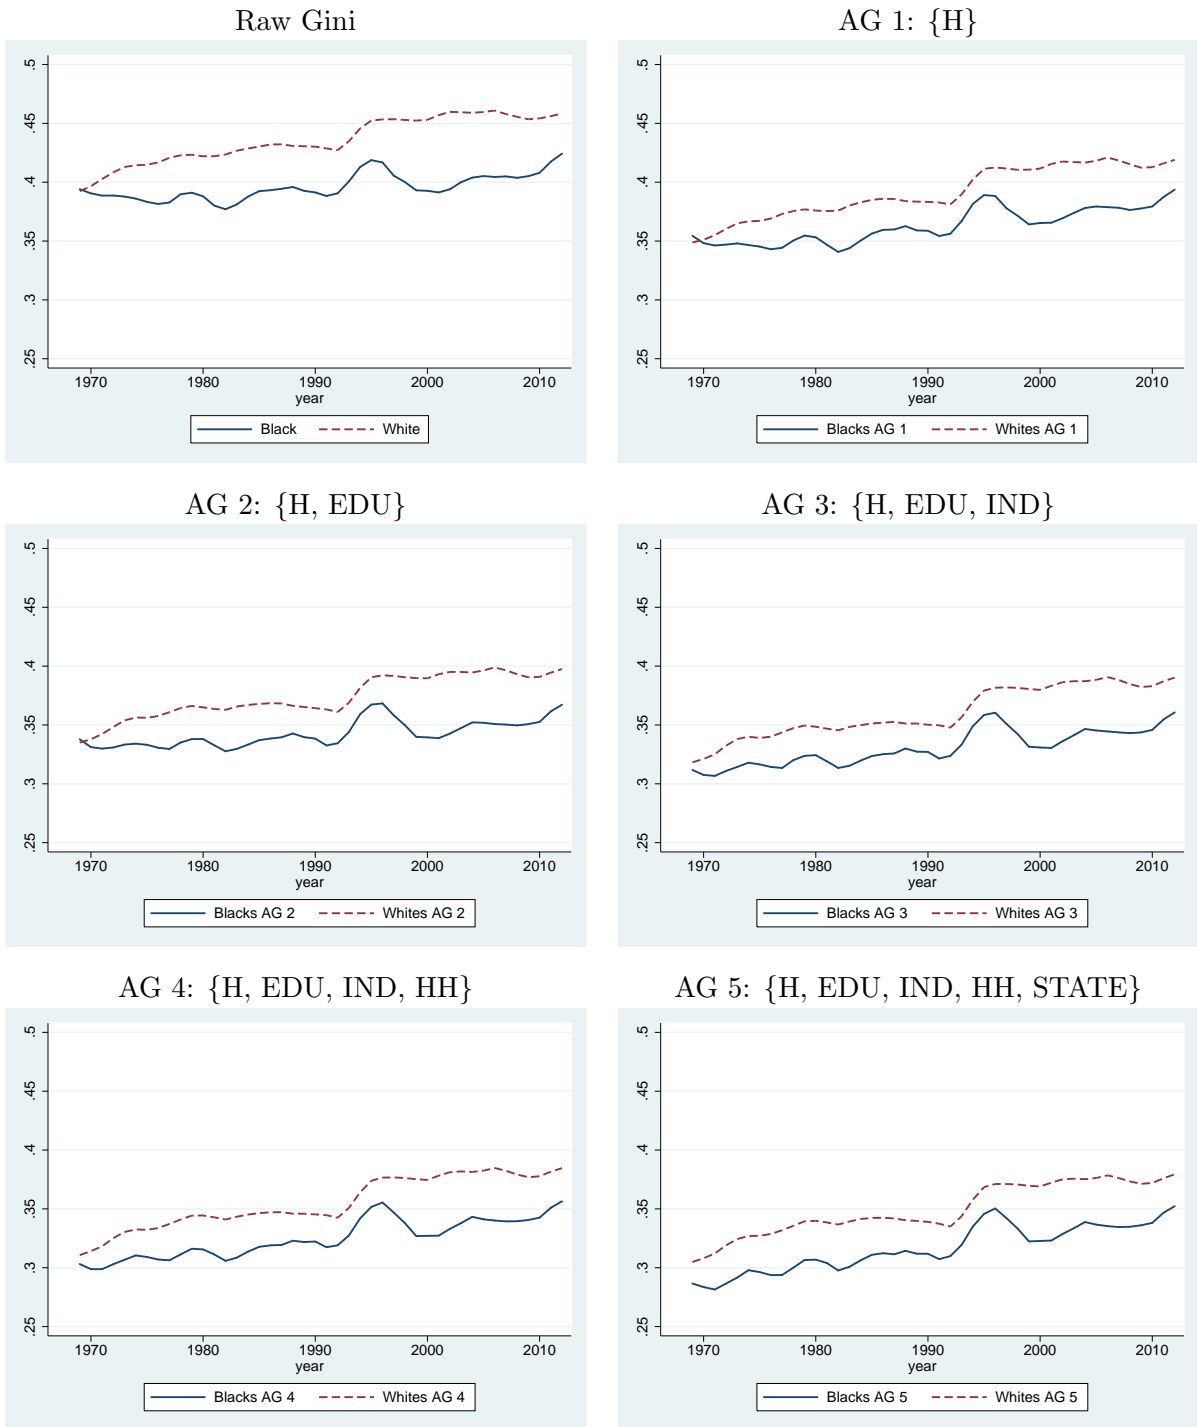 Raw Gini
.5
.45
.4
.35
.3
.25
1970 1980 1990 2000 2010
year
Black White
AG 1: {H}
.5
.45
.4
.35
.3
.25
1970 1980 1990 2000 2010
year
Blacks AG 1 Whites AG 1
AG 2: {H, EDU}
.5
.45
.4
.35
.3
.25
1970 1980 1990 2000 2010
year
Blacks AG 2 Whites AG 2
AG 3: {H, EDU, IND}
.5
.45
.4
.35
.3
.25
1970 1980 1990 2000 2010
year
Blacks AG 3 Whites AG 3
AG 4: {H, EDU, IND, HH}
.5
.45
.4
.35
.3
.25
1970 1980 1990 2000 2010
year
Blacks AG 4 Whites AG 4
AG 5: {H, EDU, IND, HH, STATE}
.5
.45
.4
.35
.3
.25
1970 1980 1990 2000 2010
year
Blacks AG 5 Whites AG 5